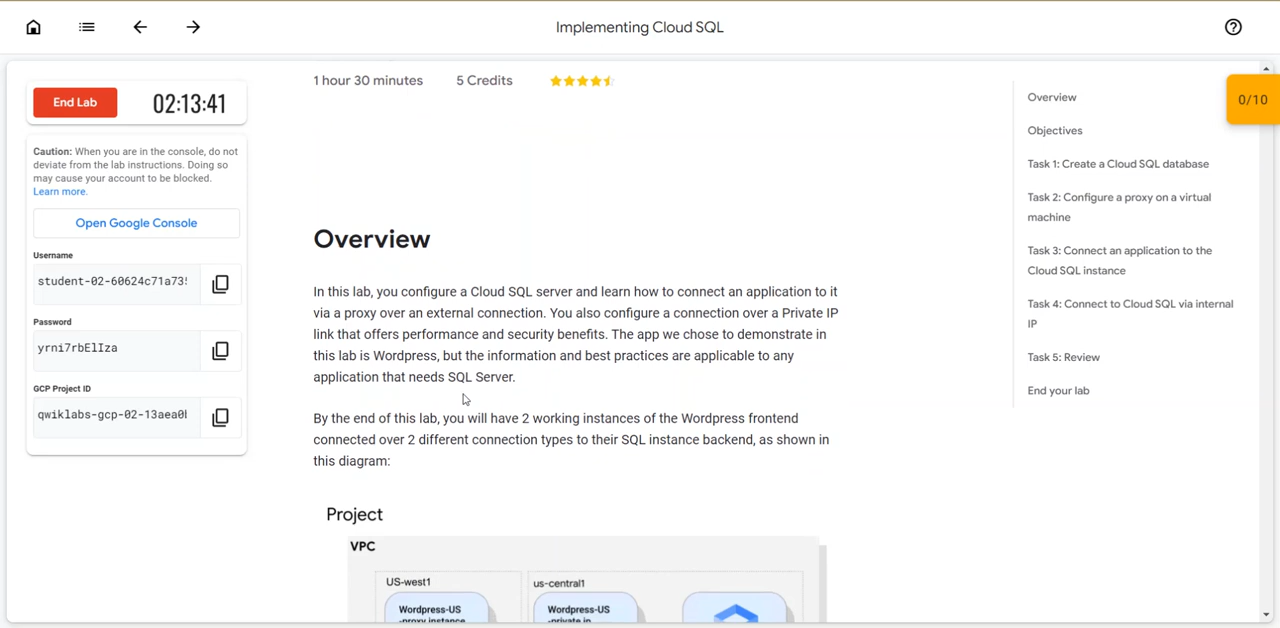 Implementing Cloud SQL
End Lab
02:13:41
Caution: When you are in the console, do not
deviate from the lab instructions. Doing so
may cause your account to be blocked.
Learn more.
Open Google Console
Username
student-02-60624c71a73
Password
yrni7rbElIza
GCP Project ID
qwiklabs-gcp-02-13aea0
1 hour 30 minutes
5 Credits
Overview
In this lab, you configure a Cloud SQL server and learn how to connect an application to it
via a proxy over an external connection. You also configure a connection over a Private IP
link that offers performance and security benefits. The app we chose to demonstrate in
this lab is Wordpress, but the information and best practices are applicable to any
application that needs SQL Server.
By the end of this lab, you will have 2 working instances of the Wordpress frontend
connected over 2 different connection types to their SQL instance backend, as shown in
this diagram:
Project
VPC
US-west1
Wordpress-US
-proxy instance
us-central1
Wordpress-US
-private ip
Overview
Objectives
Task 1: Create a Cloud SQL database
Task 2: Configure a proxy on a virtual
machine
Task 3: Connect an application to the
Cloud SQL instance
Task 4: Connect to Cloud SQL via internal
IP
Task 5: Review
End your lab
0/10